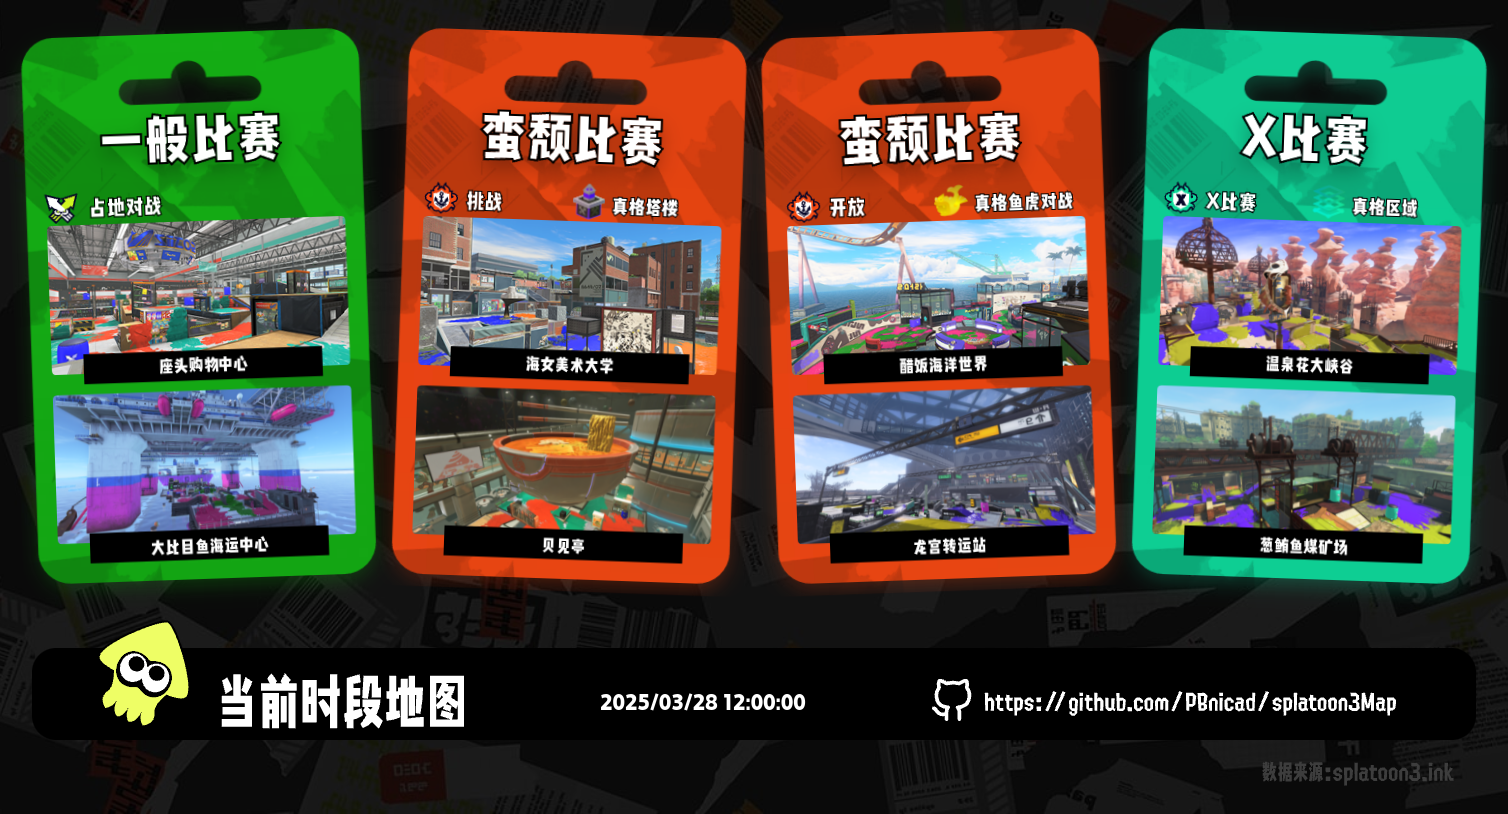 一般比赛
占地对战
座头购物中心
大比目鱼海运中心
蛮颓比赛
挑战
真格塔楼
海女美术大学
贝见亭
蛮颓比赛
开放
真格鱼虎对战
醋饭海洋世界
龙宫转运站
X比赛
X比赛
真格区域
温泉花大峡谷
葱鲔鱼煤矿场
当前时段地图
2025/03/28 12:00:00
https://github.com/PBnicad/splatoon3Map
数据来源:splatoon3.ink